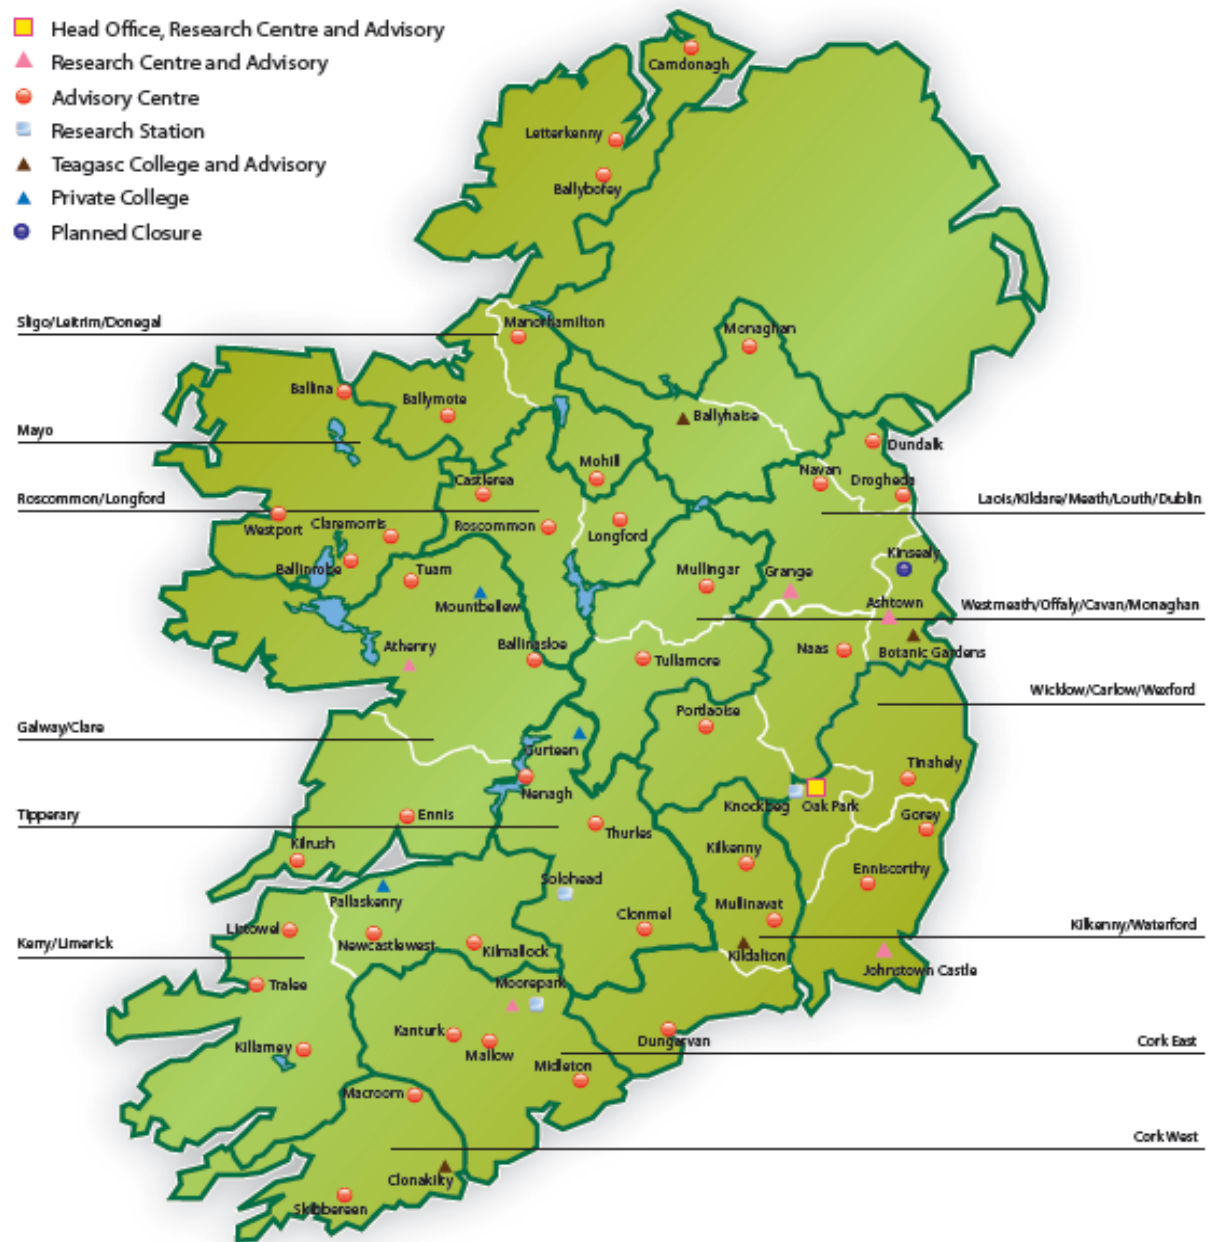 Head Office, Research Centre and Advisory
Research Centre and Advisory
Advisory Centre
Research Station
Teagasc College and Advisory
Private College
Planned Closure
Carndonagh
Letterkenny
Ballybofey
Sligo/Leitrim/Donegal
Manorhamilton
Monaghan
Ballina
Ballymote
Ballyhaise
Mayo
Dundalk
Mohill
Castlerea
Navan
Drogheda
Roscommon/Longford
Laois/Kildare/Meath/Louth/Dublin
Westport
Claremorris
Roscommon
Longford
Kinsealy
Ballinrobe
Tuam
Mullingar
Grange
Mountbellew
Ashtown
Westmeath/Offaly/Cavan/Monaghan
Athenry
Ballinasloe
Tullamore
Naas
Botanic Gardens
Wicklow/Carlow/Wexford
Portlaoise
Galway/Clare
Gurteen
Tinahely
Nenagh
Knockbeg
Oak Park
Tipperary
Ennis
Gorey
Thurles
Kilrush
Kilkenny
Enniscorthy
Solohead
Pallaskenry
Mullinavat
Clonmel
Kilkenny/Waterford
Listowel
Kerry/Limerick
Newcastlewest
Kilmallock
Kildalton
Johnstown Castle
Tralee
Moorepark
Kanturk
Killarney
Mallow
Dungarvan
Cork East
Midleton
Macroom
Cork West
Clonakilty
Skibbereen